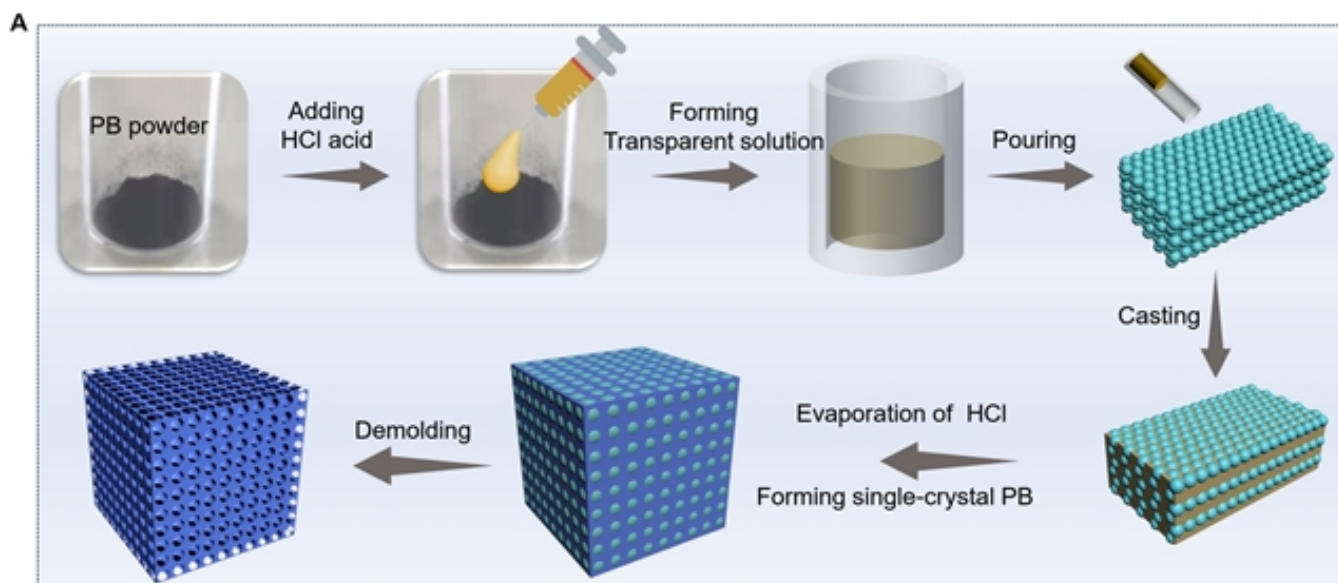 A
PB powder
Adding
HCl acid
Forming
Transparent solution
Pouring
Casting
Evaporation of HCl
Forming single-crystal PB
Demolding